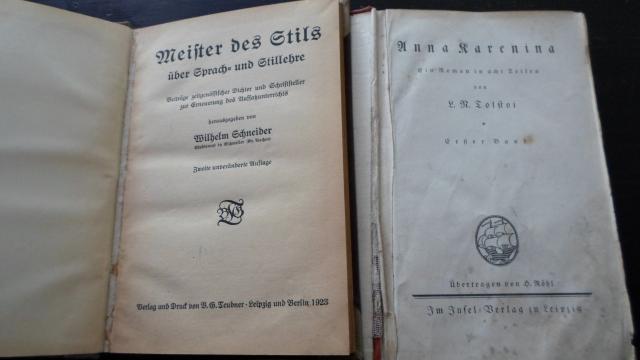 Meister des Stils
über Sprach- und Stillehre
Beiträge zeitgenössischer Dichter und Schriftsteller
zur Erneuerung des Aufsatzunterrichts
herausgegeben von
Wilhelm Schneider
Zweite unveränderte Auflage
Verlag und Druck von B. G. Teubner · Leipzig und Berlin 1923
Anna Karenina
Ein Roman in acht Teilen
von
L. N. Tolstoi
Erster Band
Übertragen von H. Röhl
Im Insel-Verlag zu Leipzig